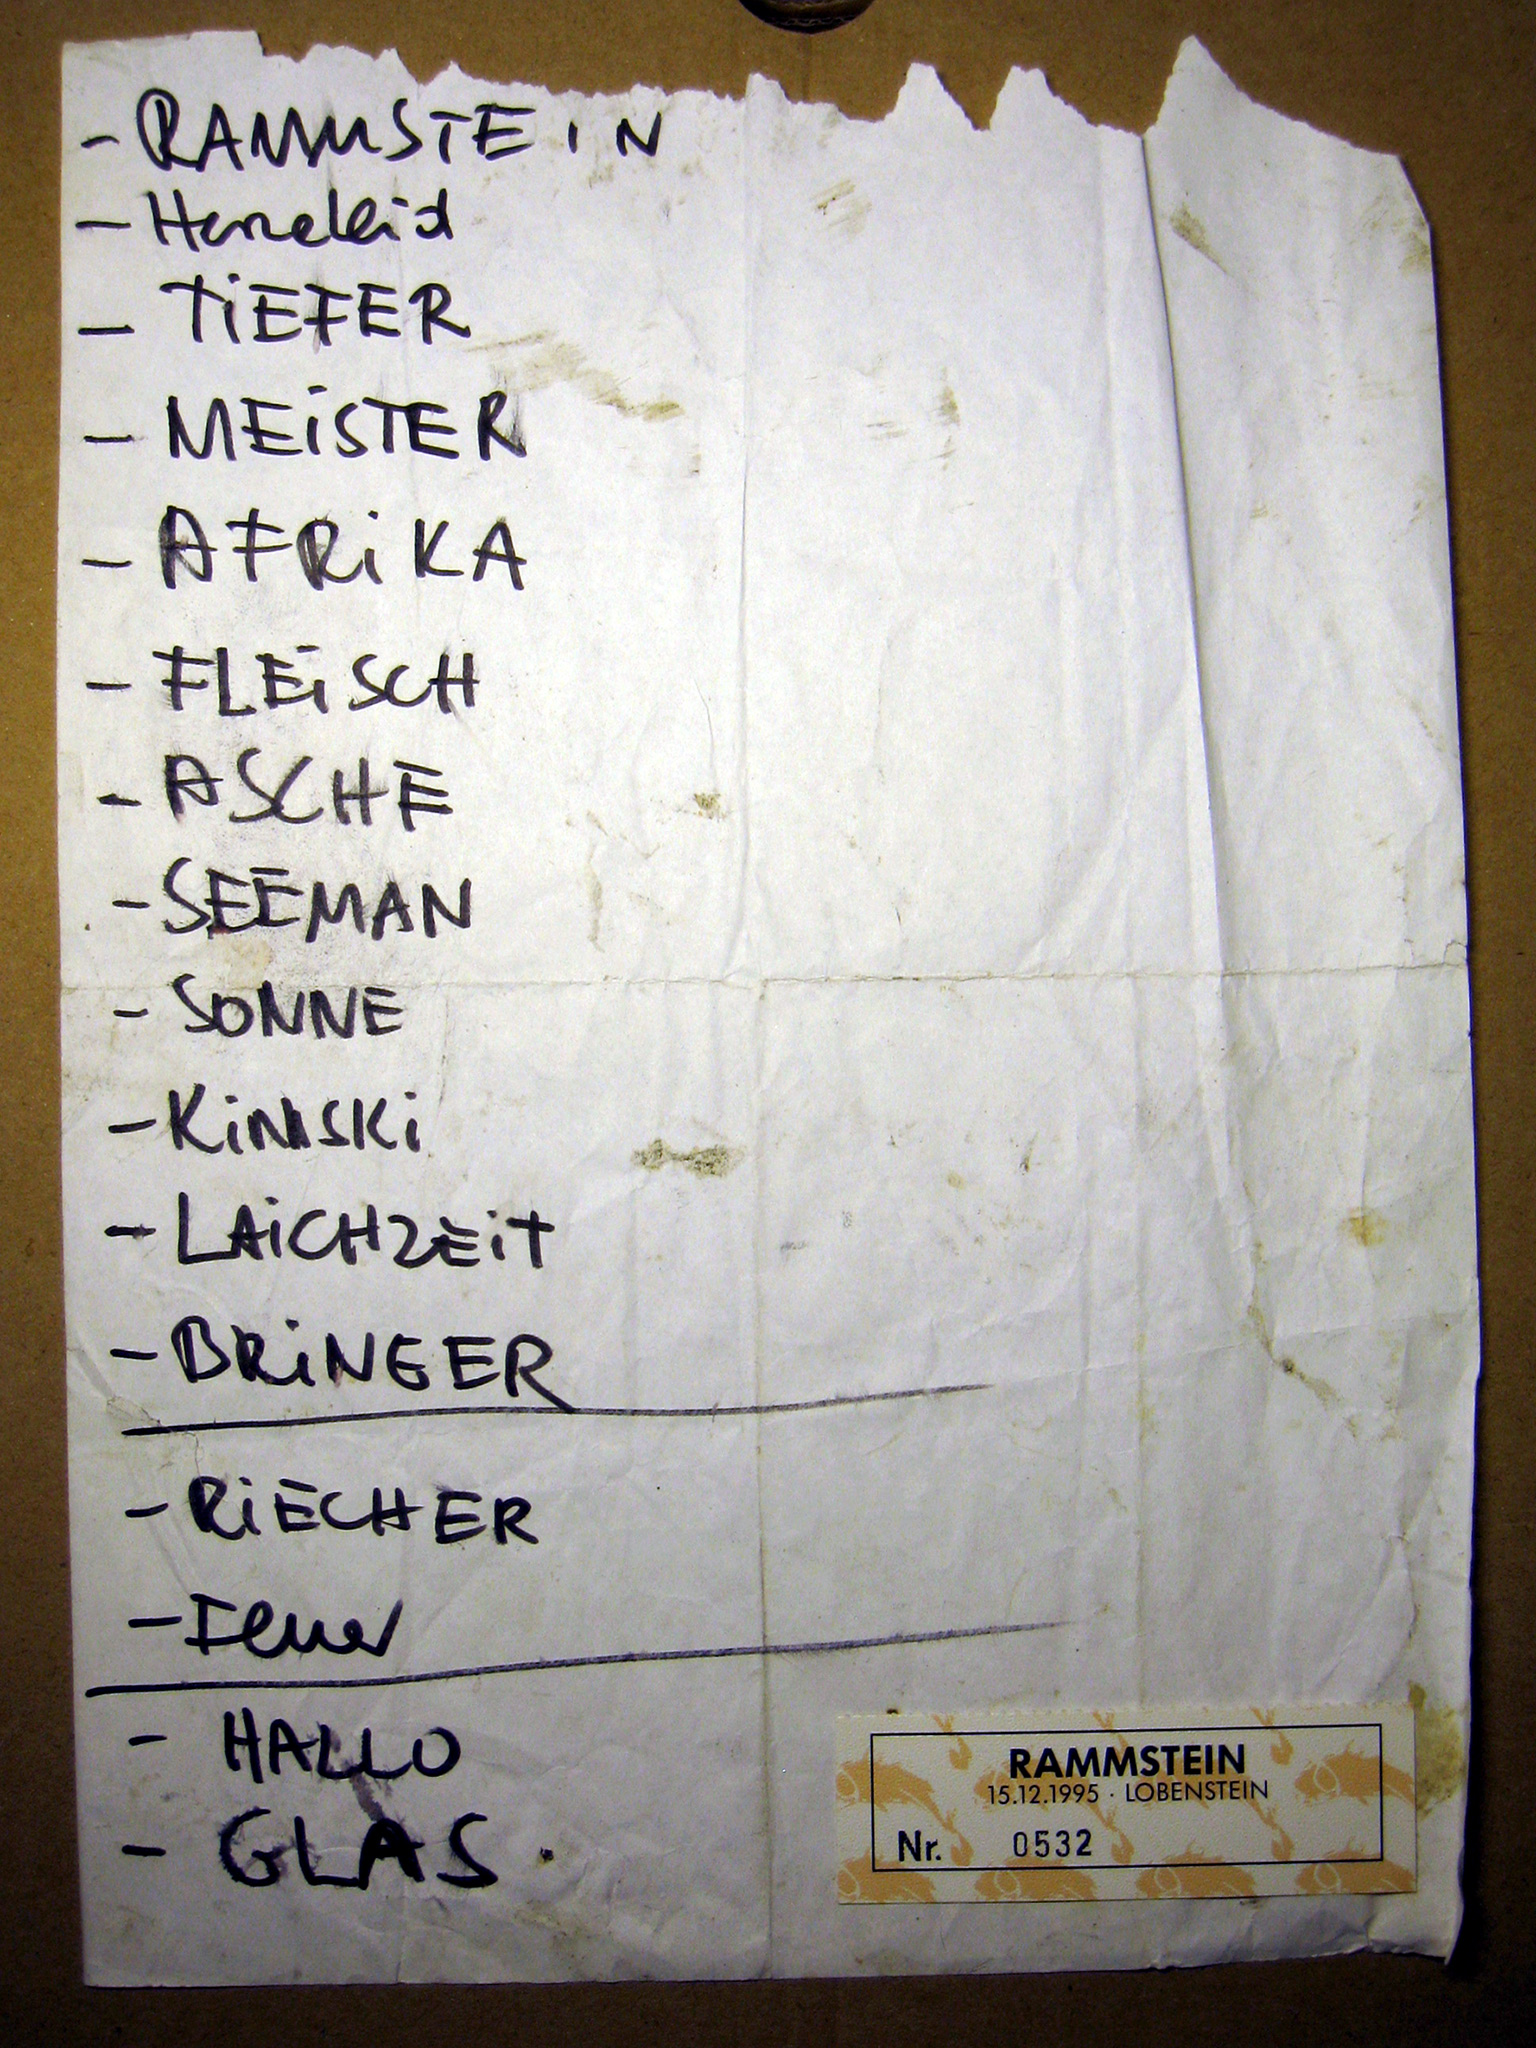 - RAMMSTEIN
- Herzeleid
- TiEFER
- MEiSTER
- AFRiKA
- FLEiSCH
- ASCHE
- SEEMAN
- SONNE
- KiNSKi
- LAiCHZEiT
- BRiNGER
- RiECHER
- Feuer
- HALLO
- GLAS
RAMMSTEIN
15.12.1995 · LOBENSTEIN
Nr. 0532